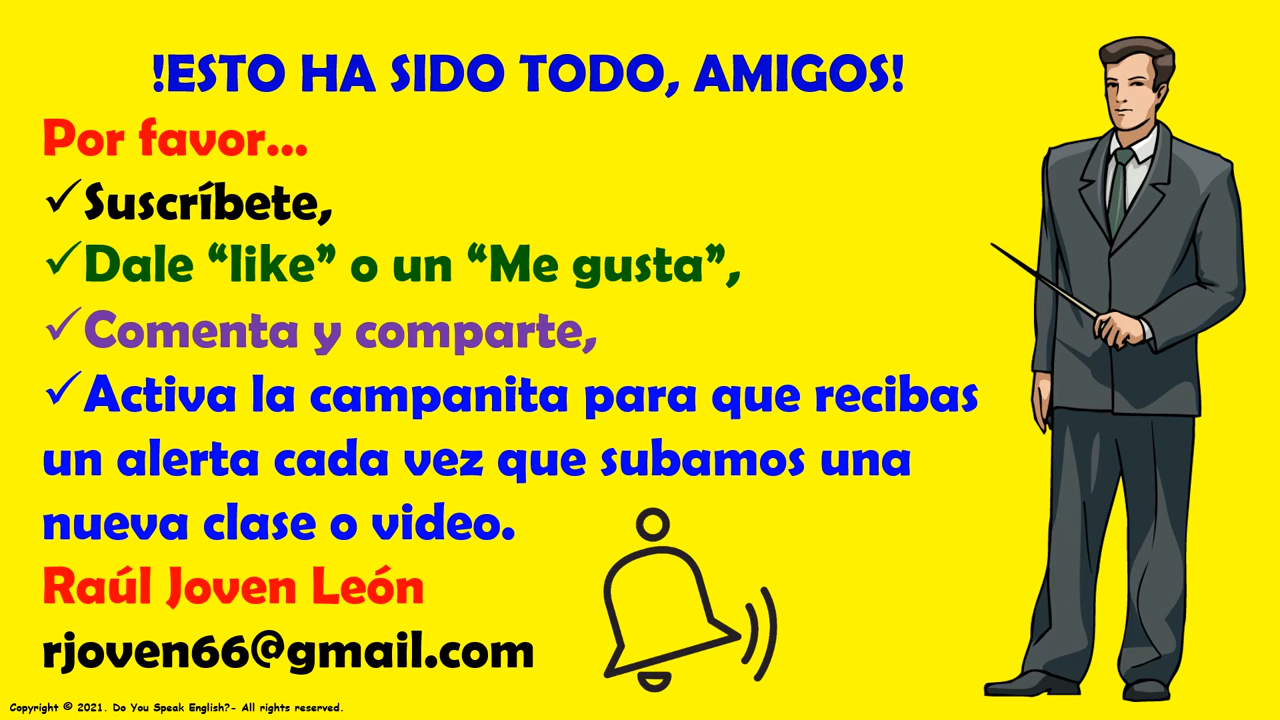 !ESTO HA SIDO TODO, AMIGOS!
Por favor...
✓Suscríbete,
✓Dale “like” o un “Me gusta”,
✓Comenta y comparte,
✓Activa la campanita para que recibas
un alerta cada vez que subamos una
nueva clase o video.
Raúl Joven León
rjoven66@gmail.com
Copyright © 2021. Do You Speak English?- All rights reserved.